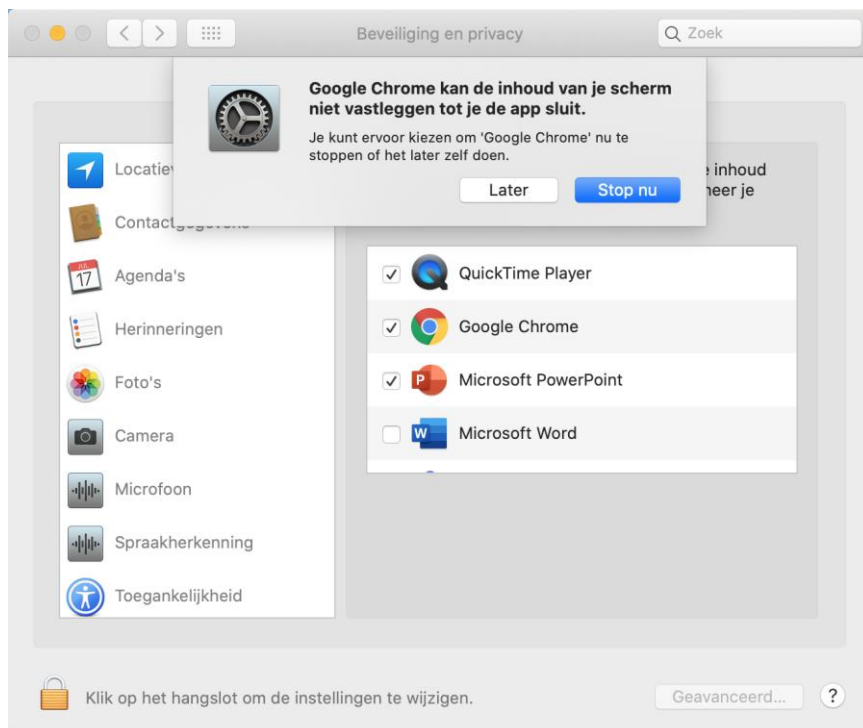 Beveiliging en privacy
Zoek
Google Chrome kan de inhoud van je scherm
niet vastleggen tot je de app sluit.
Je kunt ervoor kiezen om 'Google Chrome' nu te
stoppen of het later zelf doen.
Later
Stop nu
inhoud
neer je
JUL
17
Agenda's
Herinneringen
Foto's
Camera
Microfoon
Spraakherkenning
Toegankelijkheid
QuickTime Player
Google Chrome
P
Microsoft PowerPoint
W
Microsoft Word
Klik op het hangslot om de instellingen te wijzigen.
Geavanceerd...
?